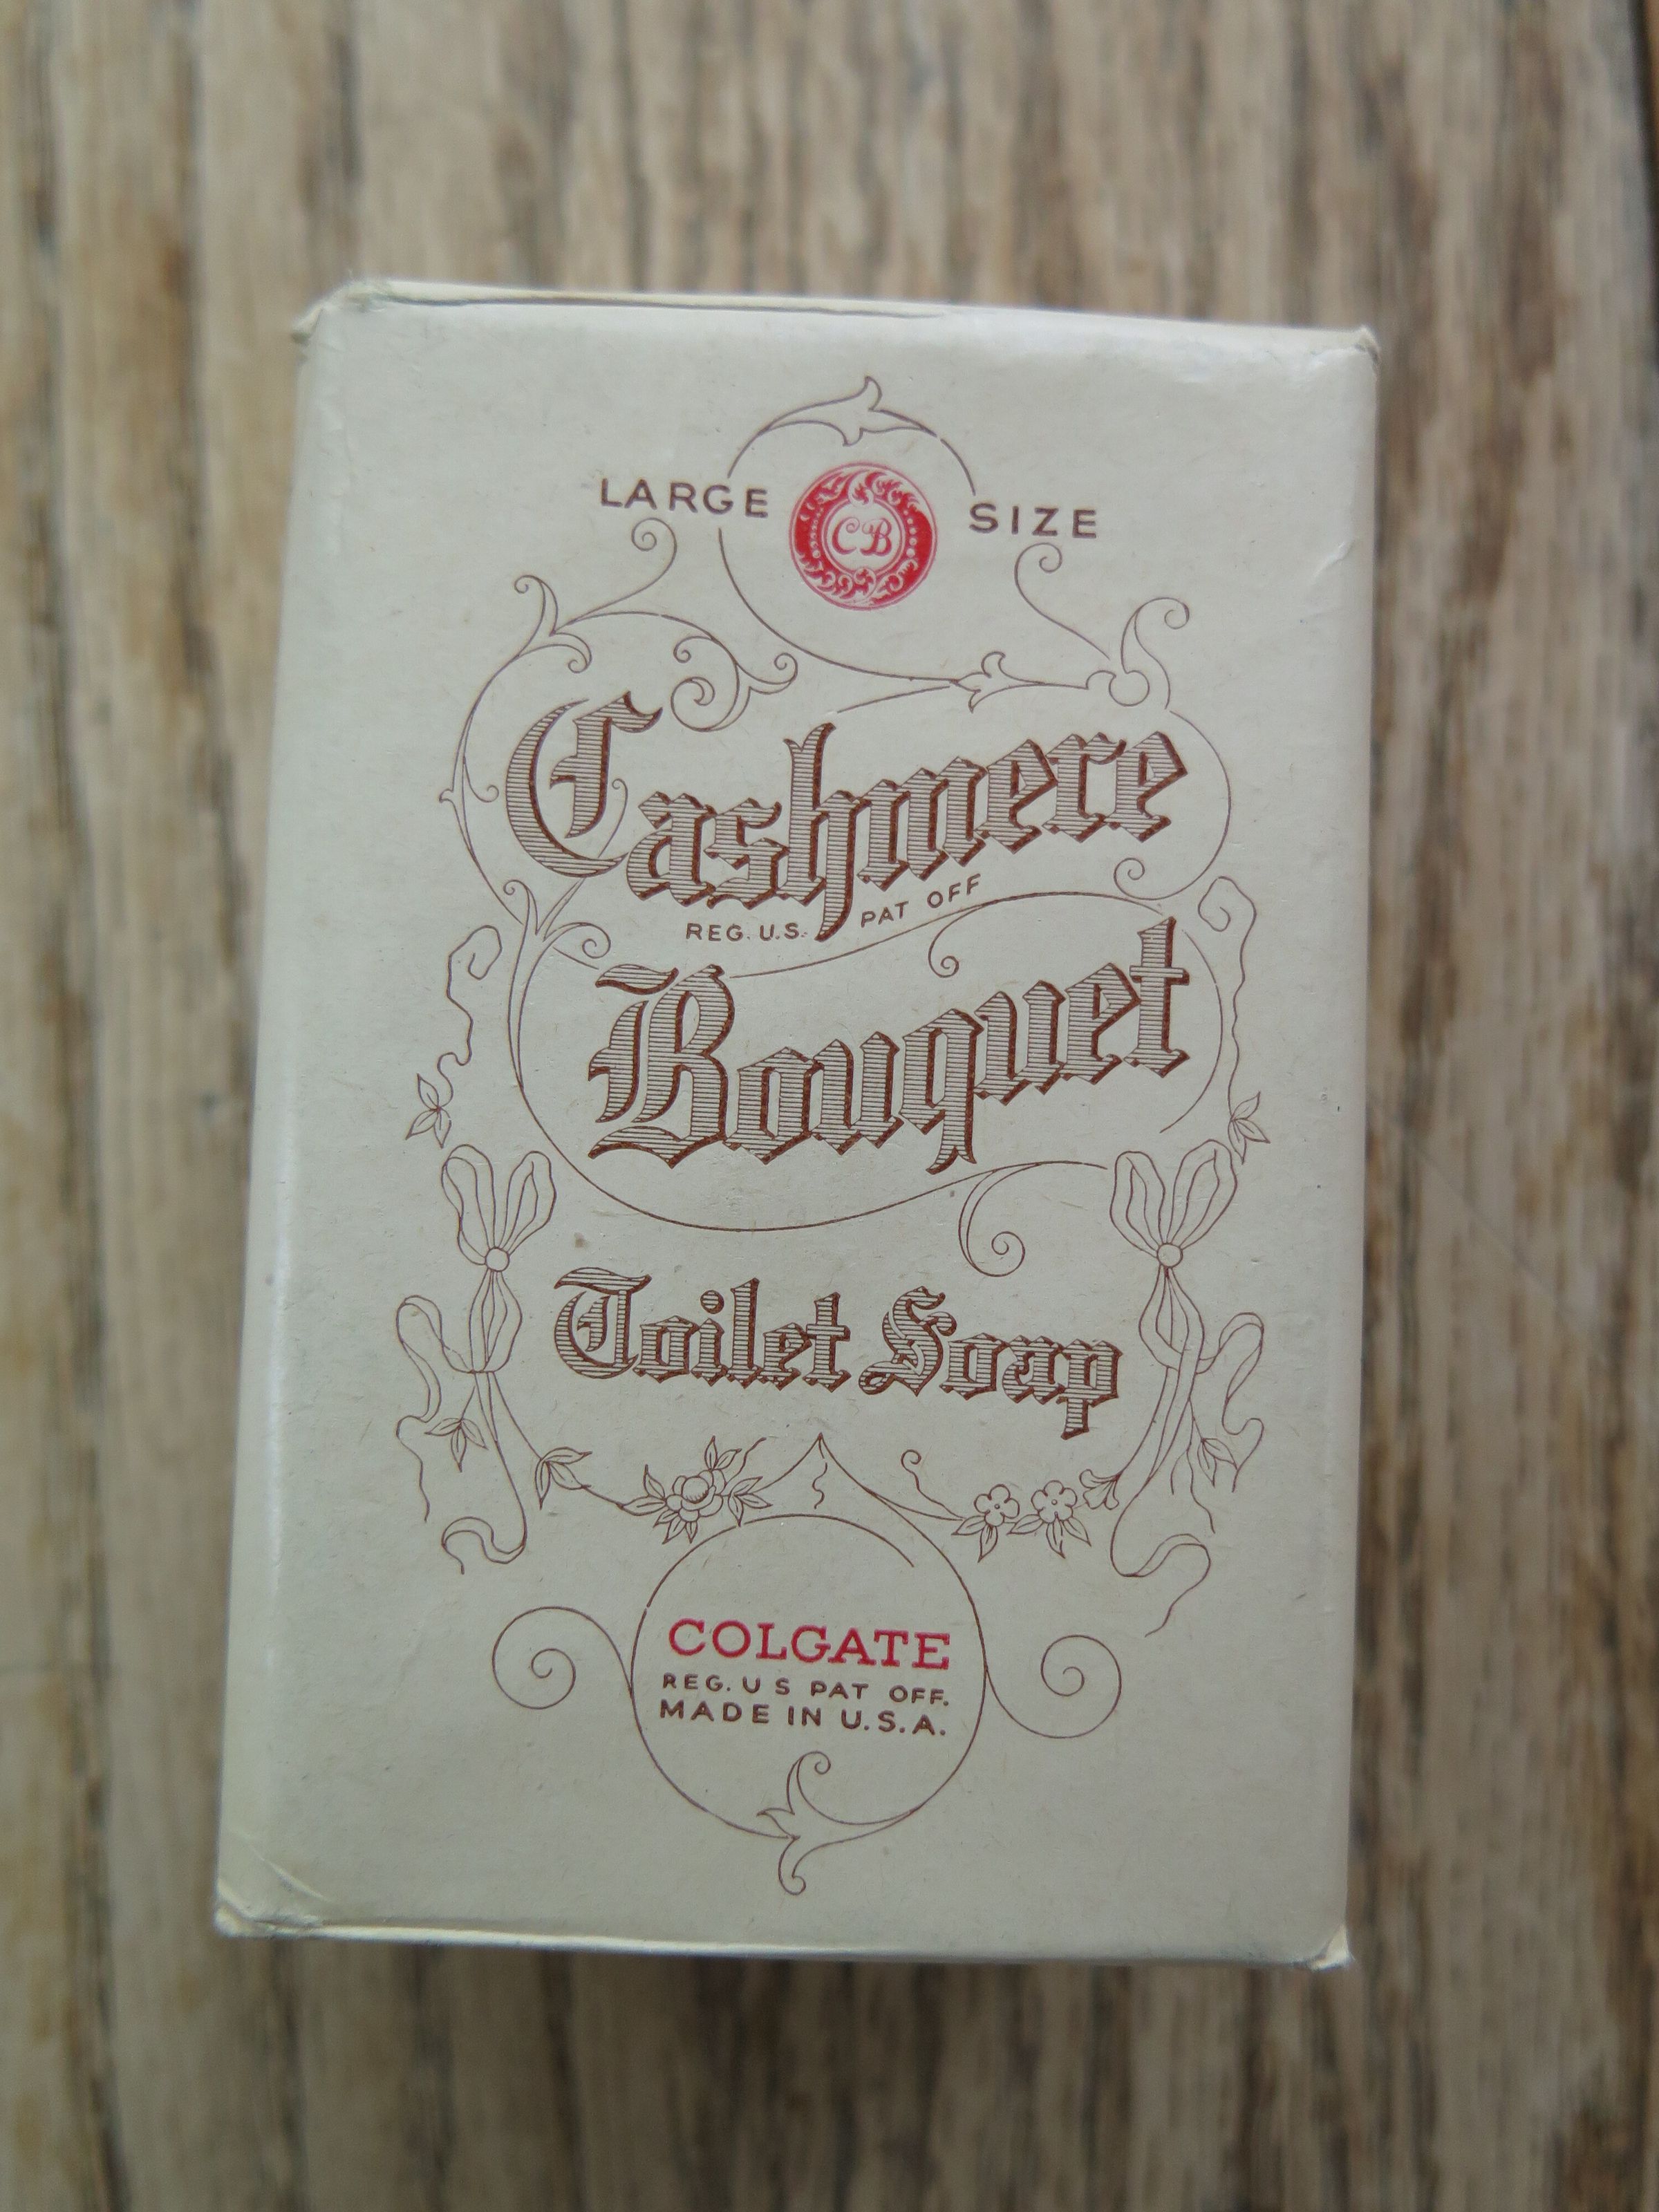 LARGE CB SIZE
Cashmere
REG. U.S. PAT OFF
Bouquet
Toilet Soap
COLGATE
REG. U S PAT OFF.
MADE IN U.S.A.